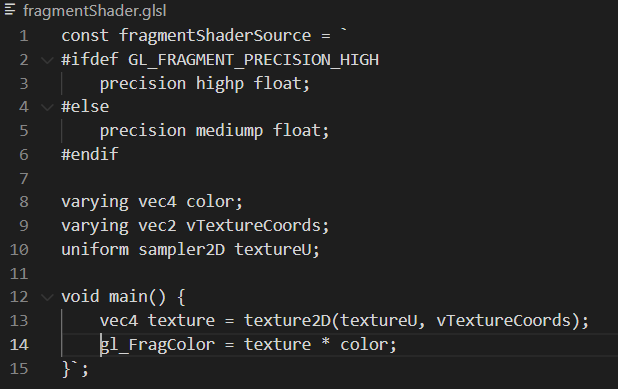 fragmentShader.glsl
1 const fragmentShaderSource = `
2 #ifdef GL_FRAGMENT_PRECISION_HIGH
3     precision highp float;
4 #else
5     precision mediump float;
6 #endif
7
8 varying vec4 color;
9 varying vec2 vTextureCoords;
10 uniform sampler2D textureU;
11
12 void main() {
13     vec4 texture = texture2D(textureU, vTextureCoords);
14     gl_FragColor = texture * color;
15 }`;